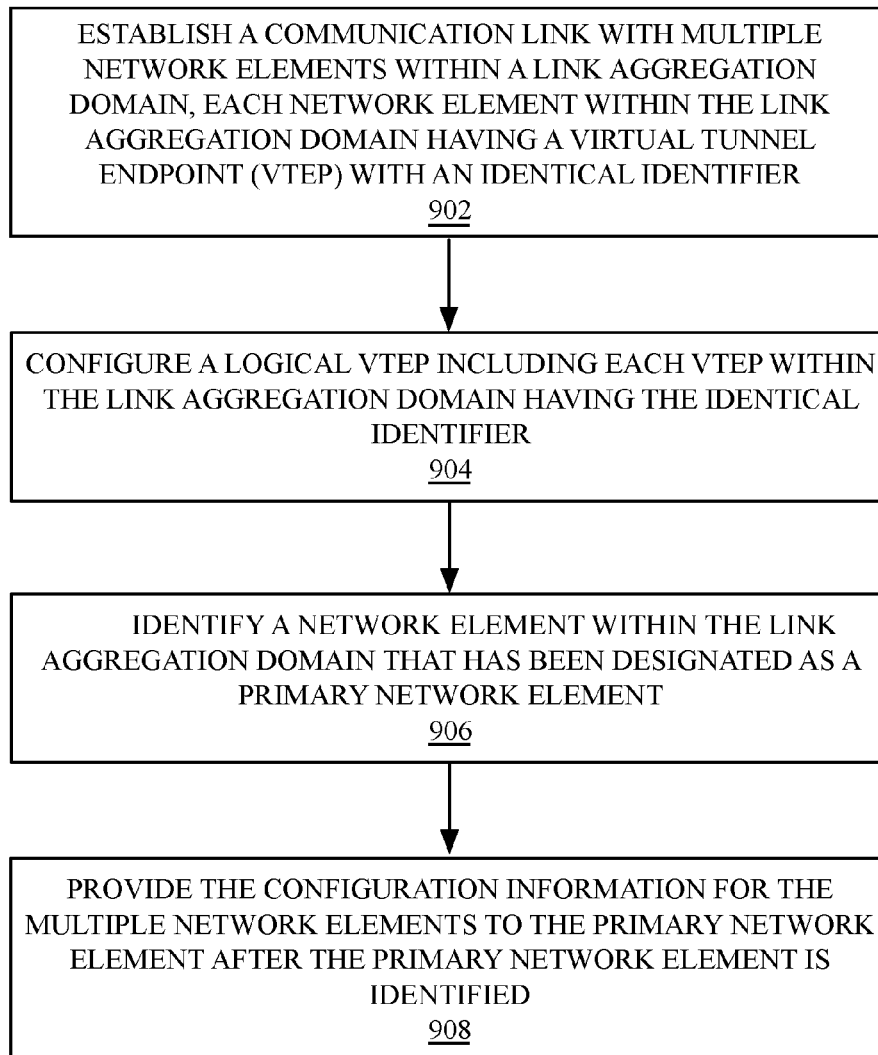 ESTABLISH A COMMUNICATION LINK WITH MULTIPLE
NETWORK ELEMENTS WITHIN A LINK AGGREGATION
DOMAIN, EACH NETWORK ELEMENT WITHIN THE LINK
AGGREGATION DOMAIN HAVING A VIRTUAL TUNNEL
ENDPOINT (VTEP) WITH AN IDENTICAL IDENTIFIER
902
CONFIGURE A LOGICAL VTEP INCLUDING EACH VTEP WITHIN
THE LINK AGGREGATION DOMAIN HAVING THE IDENTICAL
IDENTIFIER
904
IDENTIFY A NETWORK ELEMENT WITHIN THE LINK
AGGREGATION DOMAIN THAT HAS BEEN DESIGNATED AS A
PRIMARY NETWORK ELEMENT
906
PROVIDE THE CONFIGURATION INFORMATION FOR THE
MULTIPLE NETWORK ELEMENTS TO THE PRIMARY NETWORK
ELEMENT AFTER THE PRIMARY NETWORK ELEMENT IS
IDENTIFIED
908